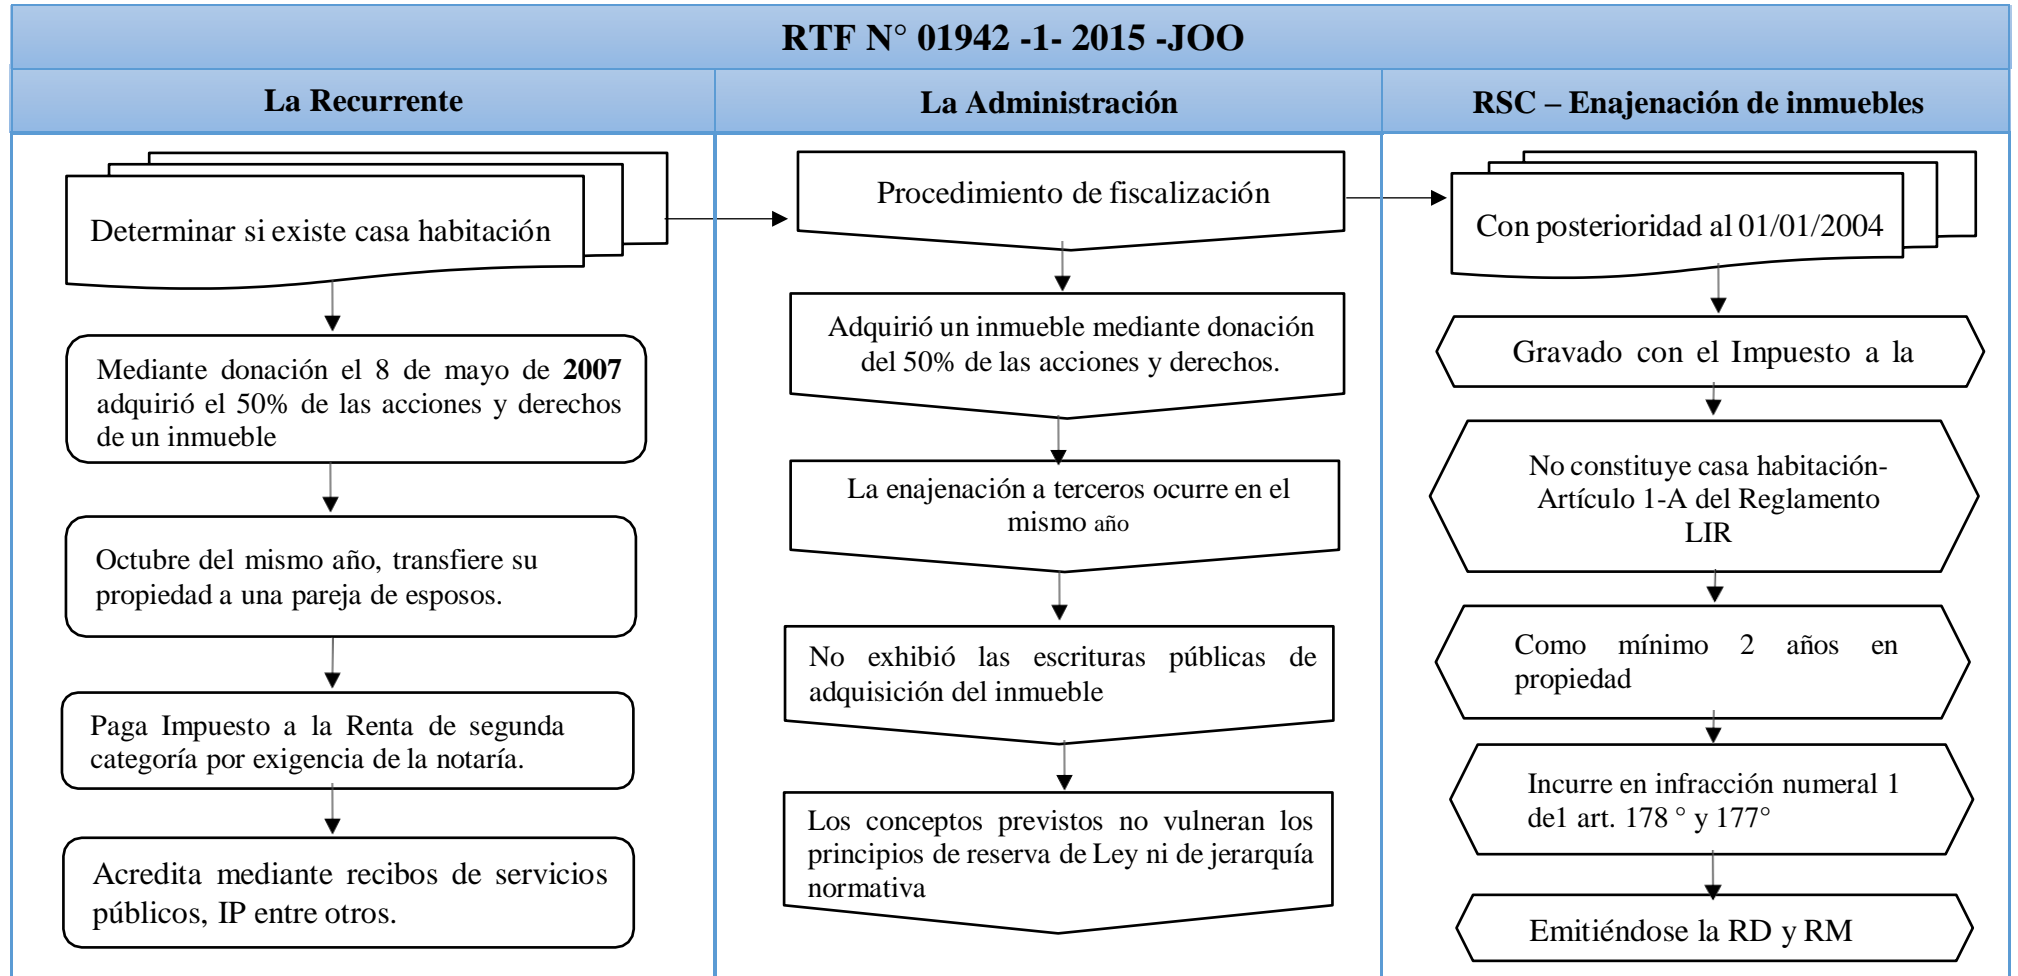 RTF N° 01942 -1- 2015 -JOO
La Recurrente
La Administración
RSC – Enajenación de inmuebles
Determinar si existe casa habitación
Mediante donación el 8 de mayo de 2007
adquirió el 50% de las acciones y derechos
de un inmueble
Octubre del mismo año, transfiere su
propiedad a una pareja de esposos.
Paga Impuesto a la Renta de segunda
categoría por exigencia de la notaría.
Acredita mediante recibos de servicios
públicos, IP entre otros.
Procedimiento de fiscalización
Adquirió un inmueble mediante donación
del 50% de las acciones y derechos.
La enajenación a terceros ocurre en el
mismo año
No exhibió las escrituras públicas de
adquisición del inmueble
Los conceptos previstos no vulneran los
principios de reserva de Ley ni de jerarquía
normativa
Con posterioridad al 01/01/2004
Gravado con el Impuesto a la
No constituye casa habitación-
Artículo 1-A del Reglamento
LIR
Como mínimo 2 años en
propiedad
Incurre en infracción numeral 1
de1 art. 178 ° y 177°
Emitiéndose la RD y RM